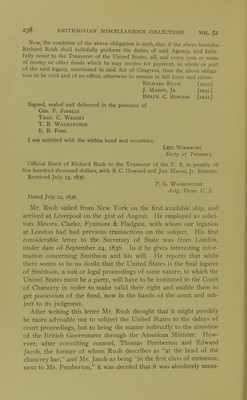 238 SMITHSONIAN MISCELLANEOUS COLLECTIONS VOL. 52
Now, the condition of the above obligation is such, that, if the above bounden
Richard Rush shall faithfully perform the duties of said Agency, and faith-
fully remit to the Treasurer of the United States, all, and every sum or sums
of money or other funds which he may receive for payment, in whole or part
of the said legacy, mentioned in said Act of Congress, then the above obliga-
tion to be void and of no effect, otherwise to remain in full force and virtue.
RICHARD RUSH [SEAL]
J. MASON, JR. [SEAL]
BENJN. C. HOWARD [SEAL]
Signed, sealed and delivered in the presence of
GEO. P. FORREST
THOS. C. WRIGHT
T. B. WASHINGTON
E. R. FORD.
I am satisfied with the within bond and securities.
LEVI WOODBURY
Secty of Treasury.
Official Bond of Richard Rush to the Treasurer of the U. S. in penalty of
five hundred thousand dollars, with B. C. Howard and Jno. Mason, Jr. Sureties
Received July 13, 1836.
P. G. WASHINGTON
Actg. Treas U. S.
Dated July 12, 1836.
Mr. Rush sailed from New York on the first available ship, and
arrived at Liverpool on the 31st of August. He employed as solici-
tors Messrs. Clarke, Fynmore & Fladgate, with whom our legation
at London had had previous transactions on the subject. His first
considerable letter to the Secretary of State was from London,
under date of September 24, 1836. In it he gives interesting infor-
mation concerning Smithson and his will. He reports that while
there seems to be no doubt that the United States is the final legatee
of Smithson, a suit or legal proceedings of some nature, to which the
United States must be a party, will have to be instituted in the Court
of Chancery in order to make valid their right and enable them to
get possession of the fund, now in the hands of the court and sub-
ject to its judgment.
After writing this letter Mr. Rush thought that it might possibly
be more advisable not to subject the United States to the delays of
court proceedings, but to bring the matter indirectly to the attention
of the British Government through the American Minister. How-
ever, after consulting counsel, Thomas Pemberton and Edward
Jacob, the former of whom Rush describes as "at the head of the
chancery bar," and Mr. Jacob as being "in the first class of eminence,
next to Mr. Pemberton," it was decided that it was absolutely neces-